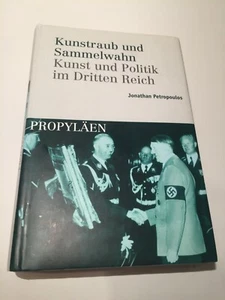 Kunstraub und
Sammelwahn
Kunst und Politik
im Dritten Reich
Jonathan Petropoulos
PROPYLÄEN